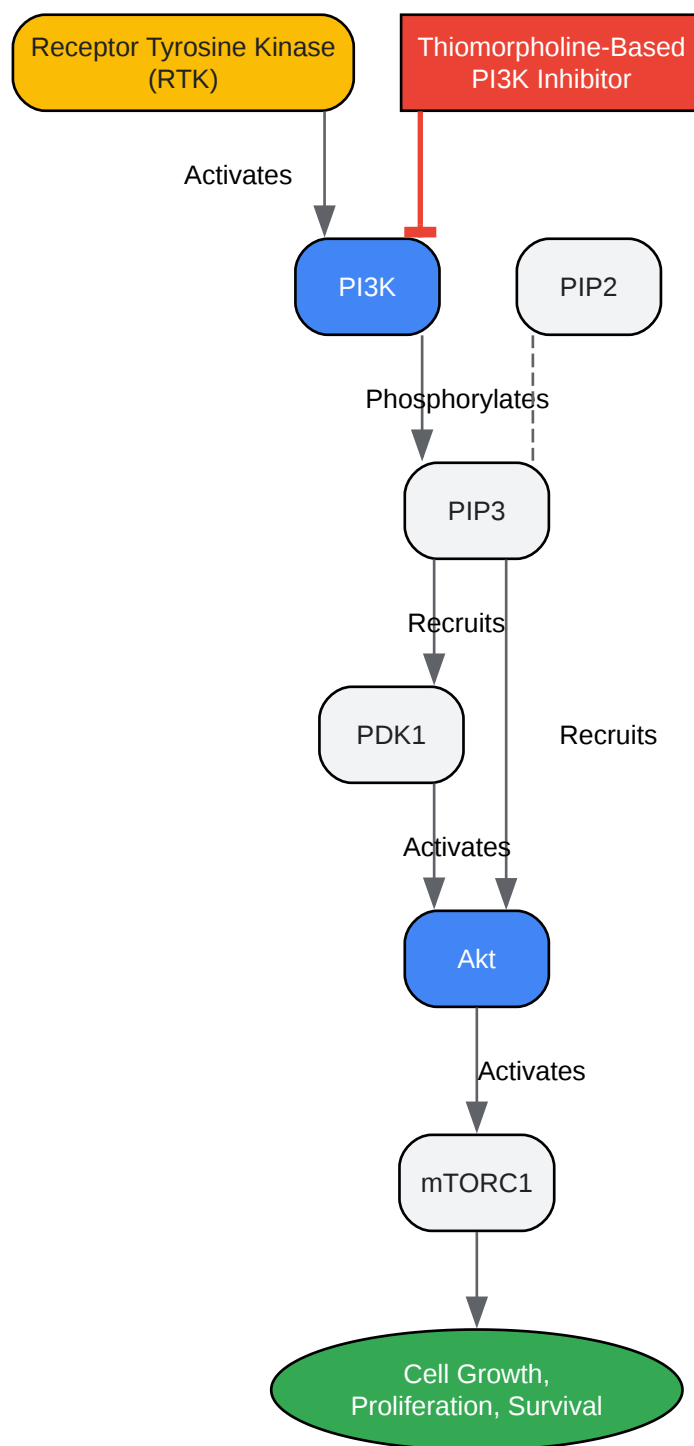 Receptor Tyrosine Kinase
(RTK)
Thiomorpholine-Based
PI3K Inhibitor
Activates
PI3K
PIP2
Phosphorylates
PIP3
Recruits
PDK1
Recruits
Activates
Akt
Activates
mTORC1
Cell Growth,
Proliferation, Survival